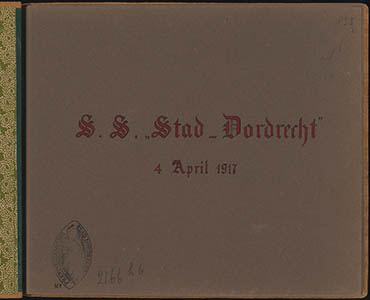 S. S. „Stad - Dordrecht"
4 April 1917